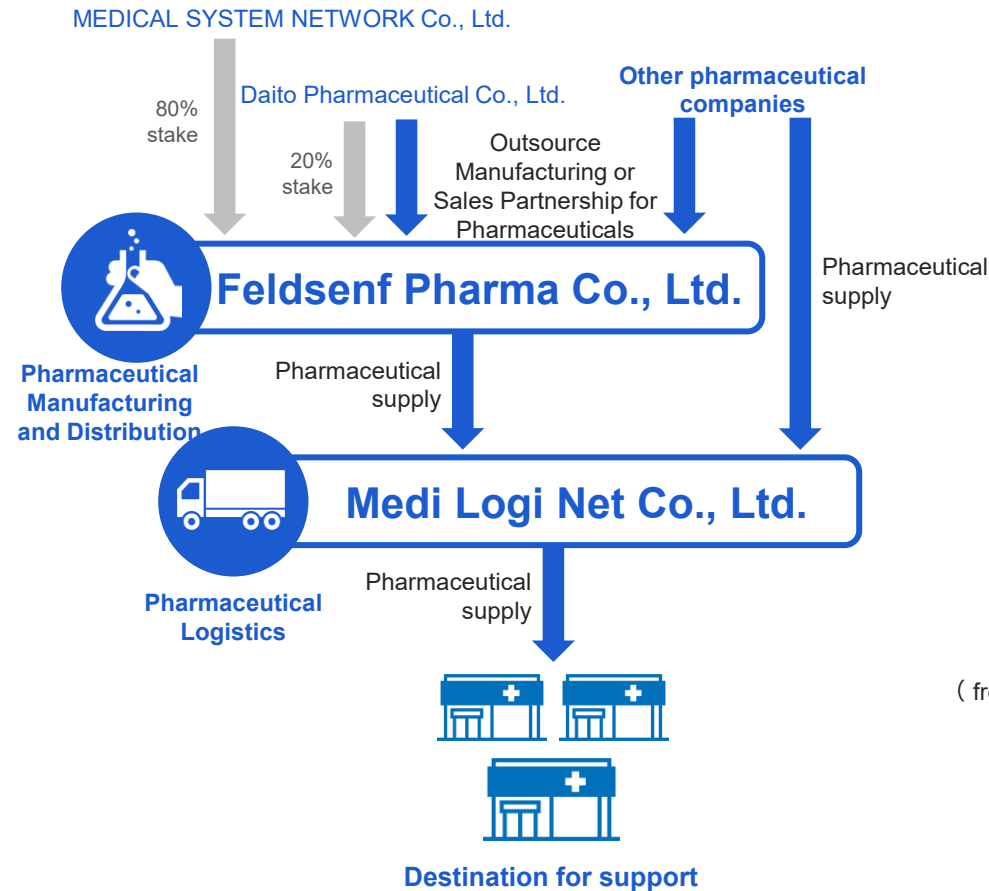 MEDICAL SYSTEM NETWORK Co., Ltd.
Daito Pharmaceutical Co., Ltd.
Other pharmaceutical
companies
80%
stake
20%
stake
Outsource
Manufacturing or
Sales Partnership for
Pharmaceuticals
Feldsenf Pharma Co., Ltd.
Pharmaceutical
supply
Pharmaceutical
Manufacturing
and Distribution
Pharmaceutical
supply
Medi Logi Net Co., Ltd.
Pharmaceutical
Logistics
Pharmaceutical
supply
Destination for support